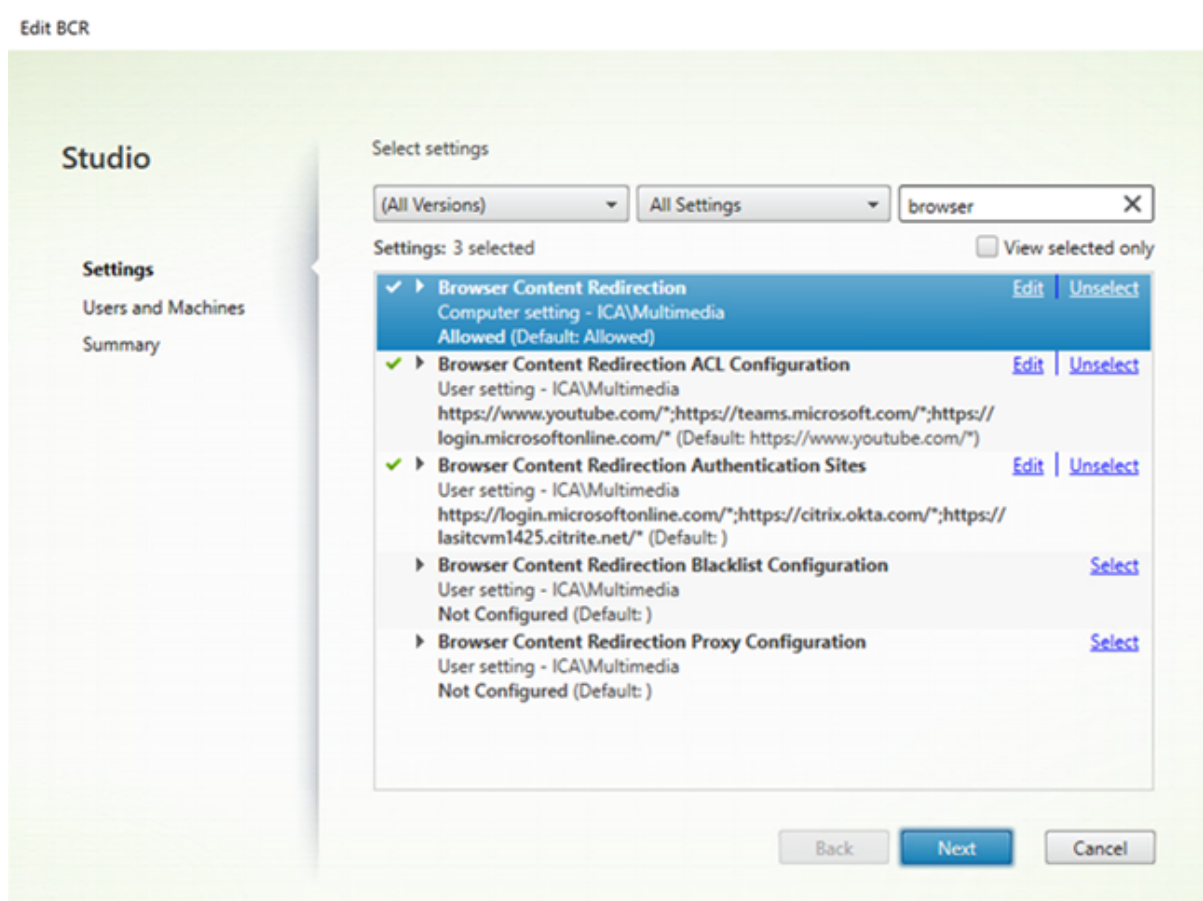 Edit BCR
Studio
Settings
Users and Machines
Summary
Select settings
(All Versions) All Settings browser
Settings: 3 selected View selected only
Browser Content Redirection Edit Unselect
Computer setting - ICA\Multimedia
Allowed (Default: Allowed)
Browser Content Redirection ACL Configuration Edit Unselect
User setting - ICA\Multimedia
https://www.youtube.com/*;https://teams.microsoft.com/*;https://
login.microsoftonline.com/* (Default: https://www.youtube.com/*)
Browser Content Redirection Authentication Sites Edit Unselect
User setting - ICA\Multimedia
https://login.microsoftonline.com/*;https://citrix.okta.com/*;https://
lasitcvm1425.citrite.net/* (Default: )
Browser Content Redirection Blacklist Configuration Select
User setting - ICA\Multimedia
Not Configured (Default: )
Browser Content Redirection Proxy Configuration Select
User setting - ICA\Multimedia
Not Configured (Default: )
Back Next Cancel